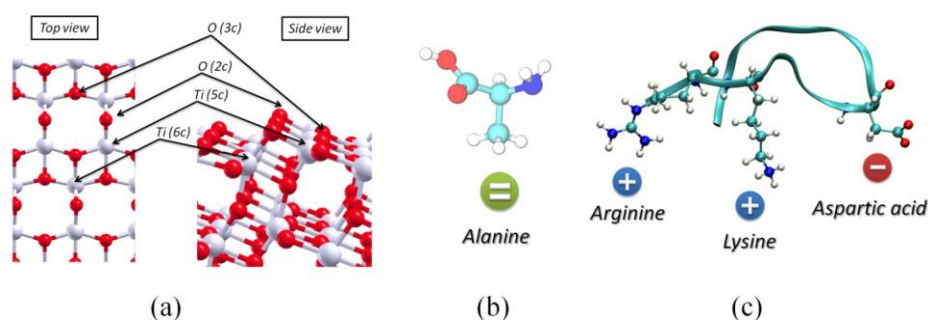 Top view
O (3c)
Side view
O (2c)
Ti (5c)
Ti (6c)
=
Alanine
+
Arginine
+
Lysine
−
Aspartic acid
(a)
(b)
(c)